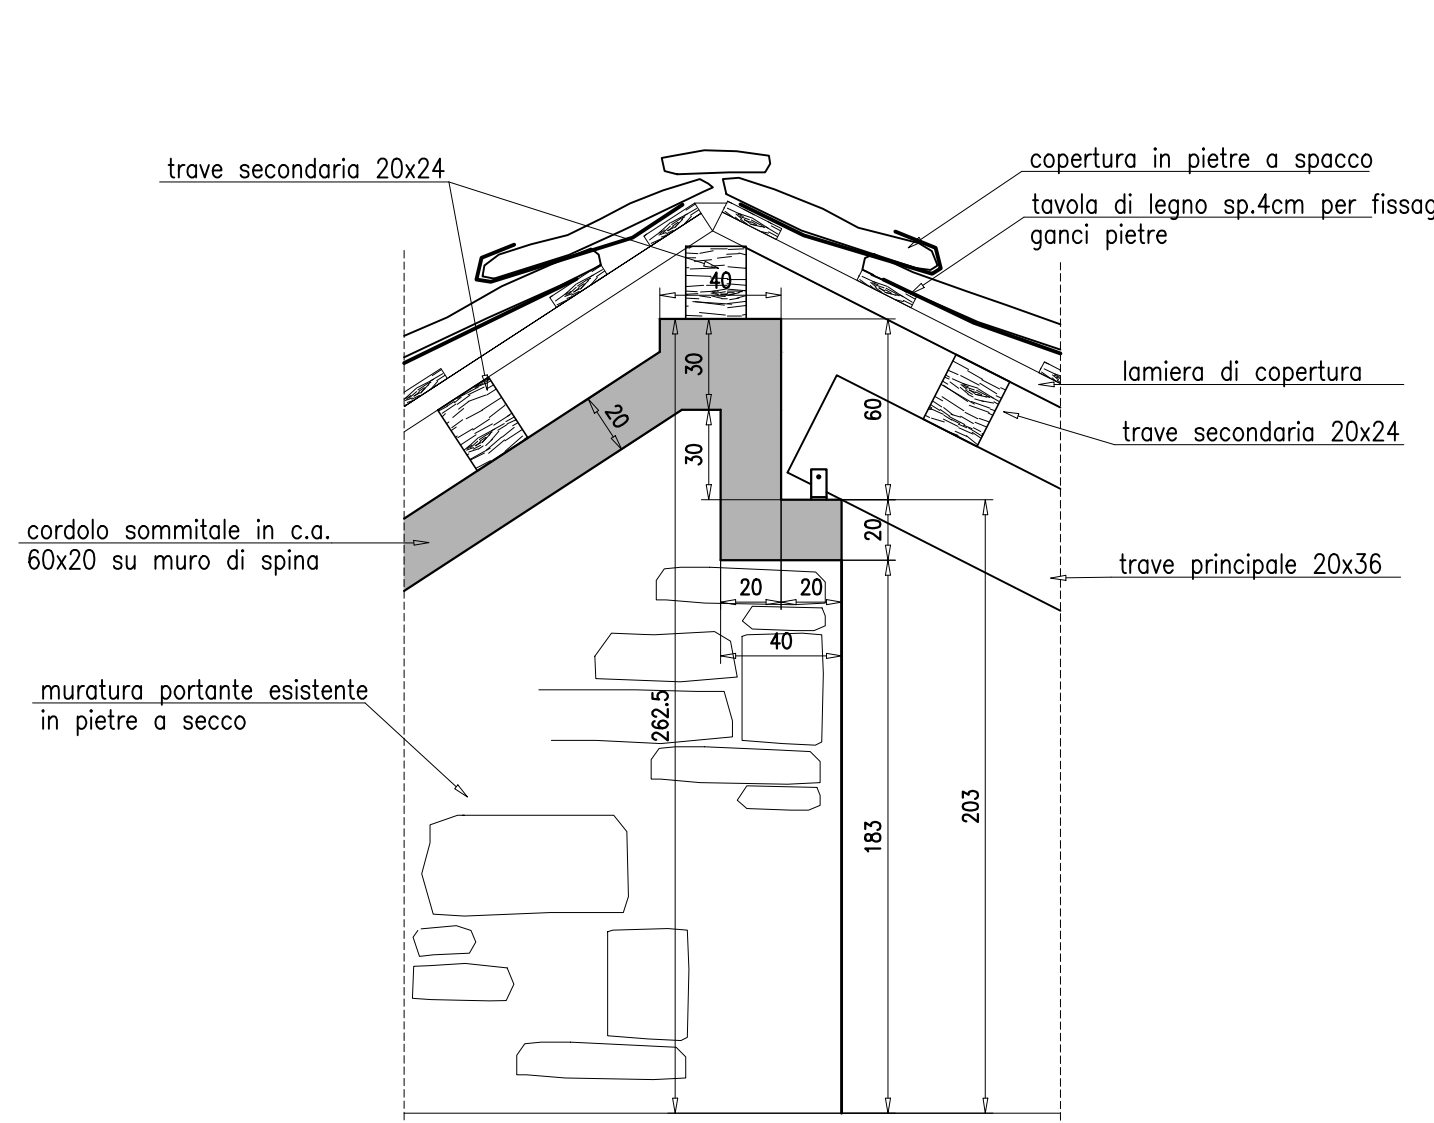 trave secondaria 20x24
copertura in pietre a spacco
tavola di legno sp.4cm per fissag
ganci pietre
40
30
20
60
lamiera di copertura
trave secondaria 20x24
30
20
cordolo sommitale in c.a.
60x20 su muro di spina
trave principale 20x36
20
20
40
muratura portante esistente
in pietre a secco
262.5
203
183